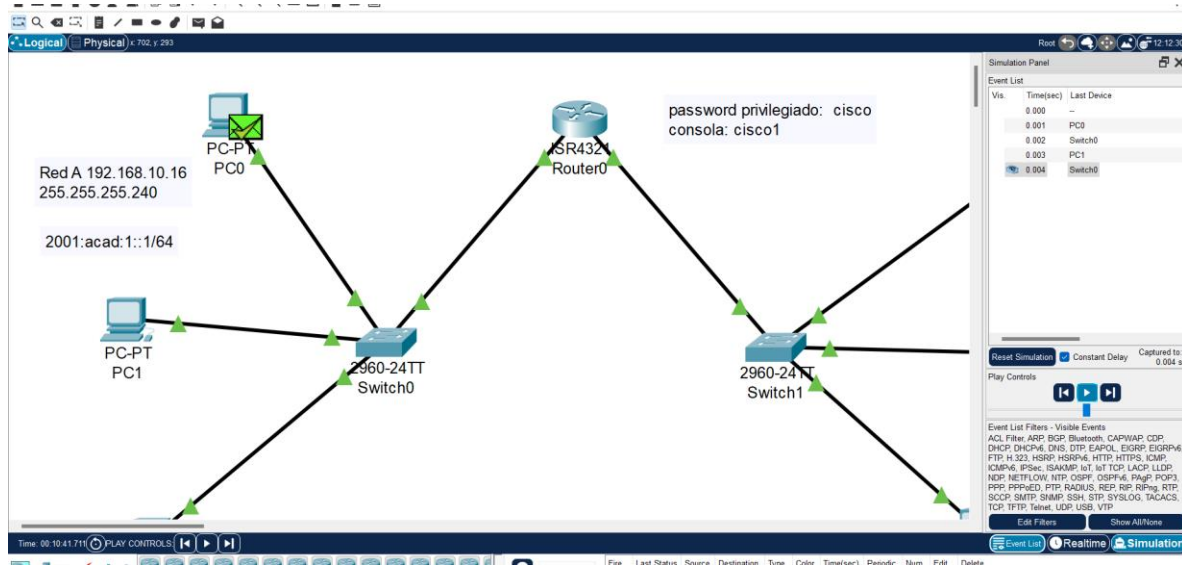 Logical
Physical
x: 702, y: 293
Root
12:12:30
Simulation Panel
Event List
Vis. Time(sec) Last Device
0.000 --
0.001 PC0
0.002 Switch0
0.003 PC1
0.004 Switch0
password privilegiado: cisco
consola: cisco1
PC-PT
PC0
ISR4321
Router0
Red A 192.168.10.16
255.255.255.240
2001:acad:1::1/64
PC-PT
PC1
2960-24TT
Switch0
2960-24TT
Switch1
Reset Simulation
Constant Delay
Captured to:
0.004 s
Play Controls
Event List Filters - Visible Events
ACL Filter, ARP, BGP, Bluetooth, CAPWAP, CDP,
DHCP, DHCPv6, DNS, DTP, EAPOL, EIGRP, EIGRPv6,
FTP, H.323, HSRP, HSRPv6, HTTP, HTTPS, ICMP,
ICMPv6, IPSec, ISAKMP, IoT, IoT TCP, LACP, LLDP,
NDP, NETFLOW, NTP, OSPF, OSPFv6, PAgP, POP3,
PPP, PPPoED, PTP, RADIUS, REP, RIP, RIPng, RTP,
SCCP, SMTP, SNMP, SSH, STP, SYSLOG, TACACS,
TCP, TFTP, Telnet, UDP, USB, VTP
Edit Filters
Show All/None
Time: 00:10:41.711
PLAY CONTROLS:
Event List
Realtime
Simulation
Fire Last Status Source Destination Type Color Time(sec) Periodic Num Edit Delete